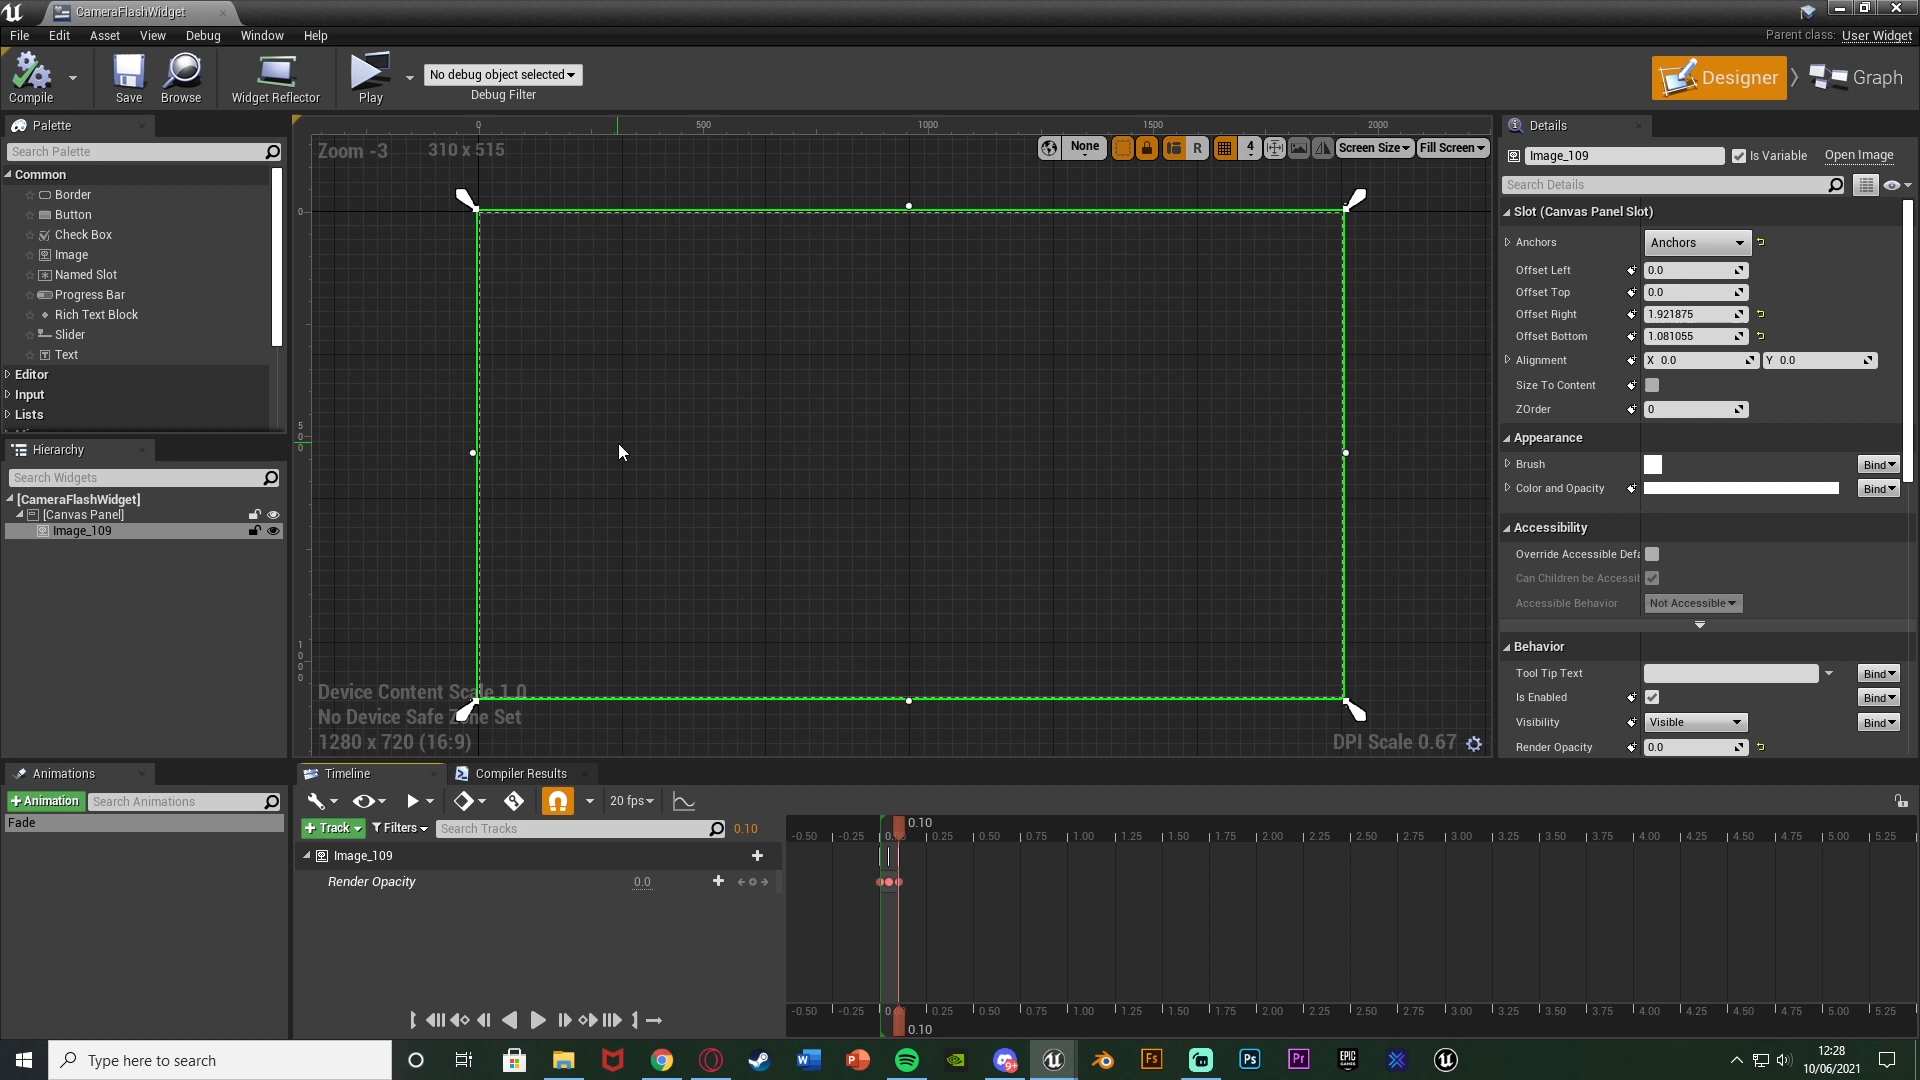 CameraFlashWidget
File Edit Asset View Debug Window Help
Parent class: User Widget
Compile
Save
Browse
Widget Reflector
Play
No debug object selected
Debug Filter
Designer
Graph
Palette
Search Palette
Common
Border
Button
Check Box
Image
Named Slot
Progress Bar
Rich Text Block
Slider
Text
Editor
Input
Lists
Hierarchy
Search Widgets
[CameraFlashWidget]
[Canvas Panel]
Image_109
0 500 1000 1500 2000
Zoom -3
310 x 515
None
R
4
Screen Size
Fill Screen
0
500
1000
Device Content Scale 1.0
No Device Safe Zone Set
1280 x 720 (16:9)
DPI Scale 0.67
Details
Image_109
Is Variable
Open Image
Search Details
Slot (Canvas Panel Slot)
Anchors
Anchors
Offset Left 0.0
Offset Top 0.0
Offset Right 1.921875
Offset Bottom 1.081055
Alignment X 0.0 Y 0.0
Size To Content
ZOrder 0
Appearance
Brush Bind
Color and Opacity Bind
Accessibility
Override Accessible Defa
Can Children be Accessib
Accessible Behavior Not Accessible
Behavior
Tool Tip Text Bind
Is Enabled Bind
Visibility Visible Bind
Render Opacity 0.0
Animations
+Animation
Search Animations
Fade
Timeline
Compiler Results
20 fps
+ Track
Filters
Search Tracks
0.10
Image_109
Render Opacity 0.0
0.10
-0.50 -0.25 0.25 0.50 0.75 1.00 1.25 1.50 1.75 2.00 2.25 2.50 2.75 3.00 3.25 3.50 3.75 4.00 4.25 4.50 4.75 5.00 5.25
-0.50 -0.25 0.25 0.50 0.75 1.00 1.25 1.50 1.75 2.00 2.25 2.50 2.75 3.00 3.25 3.50 3.75 4.00 4.25 4.50 4.75 5.00 5.25
0.10
Type here to search
W
P
9+
Fs
Ps
Pr
EPIC GAMES
12:28
10/06/2021